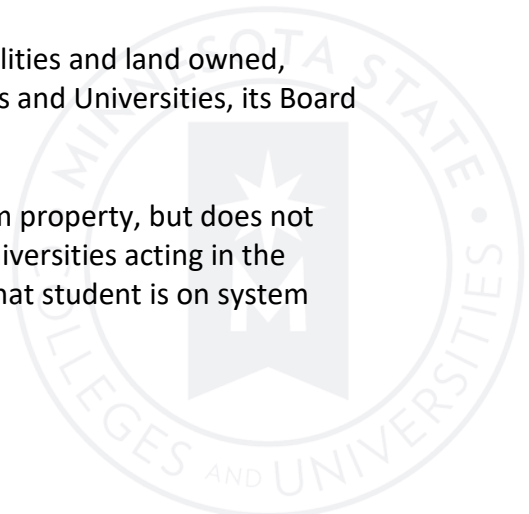 lities and land owned,
s and Universities, its Board
m property, but does not
iversities acting in the
hat student is on system
MINNESOTA STATE
COLLEGES AND UNIVERSITIES
M